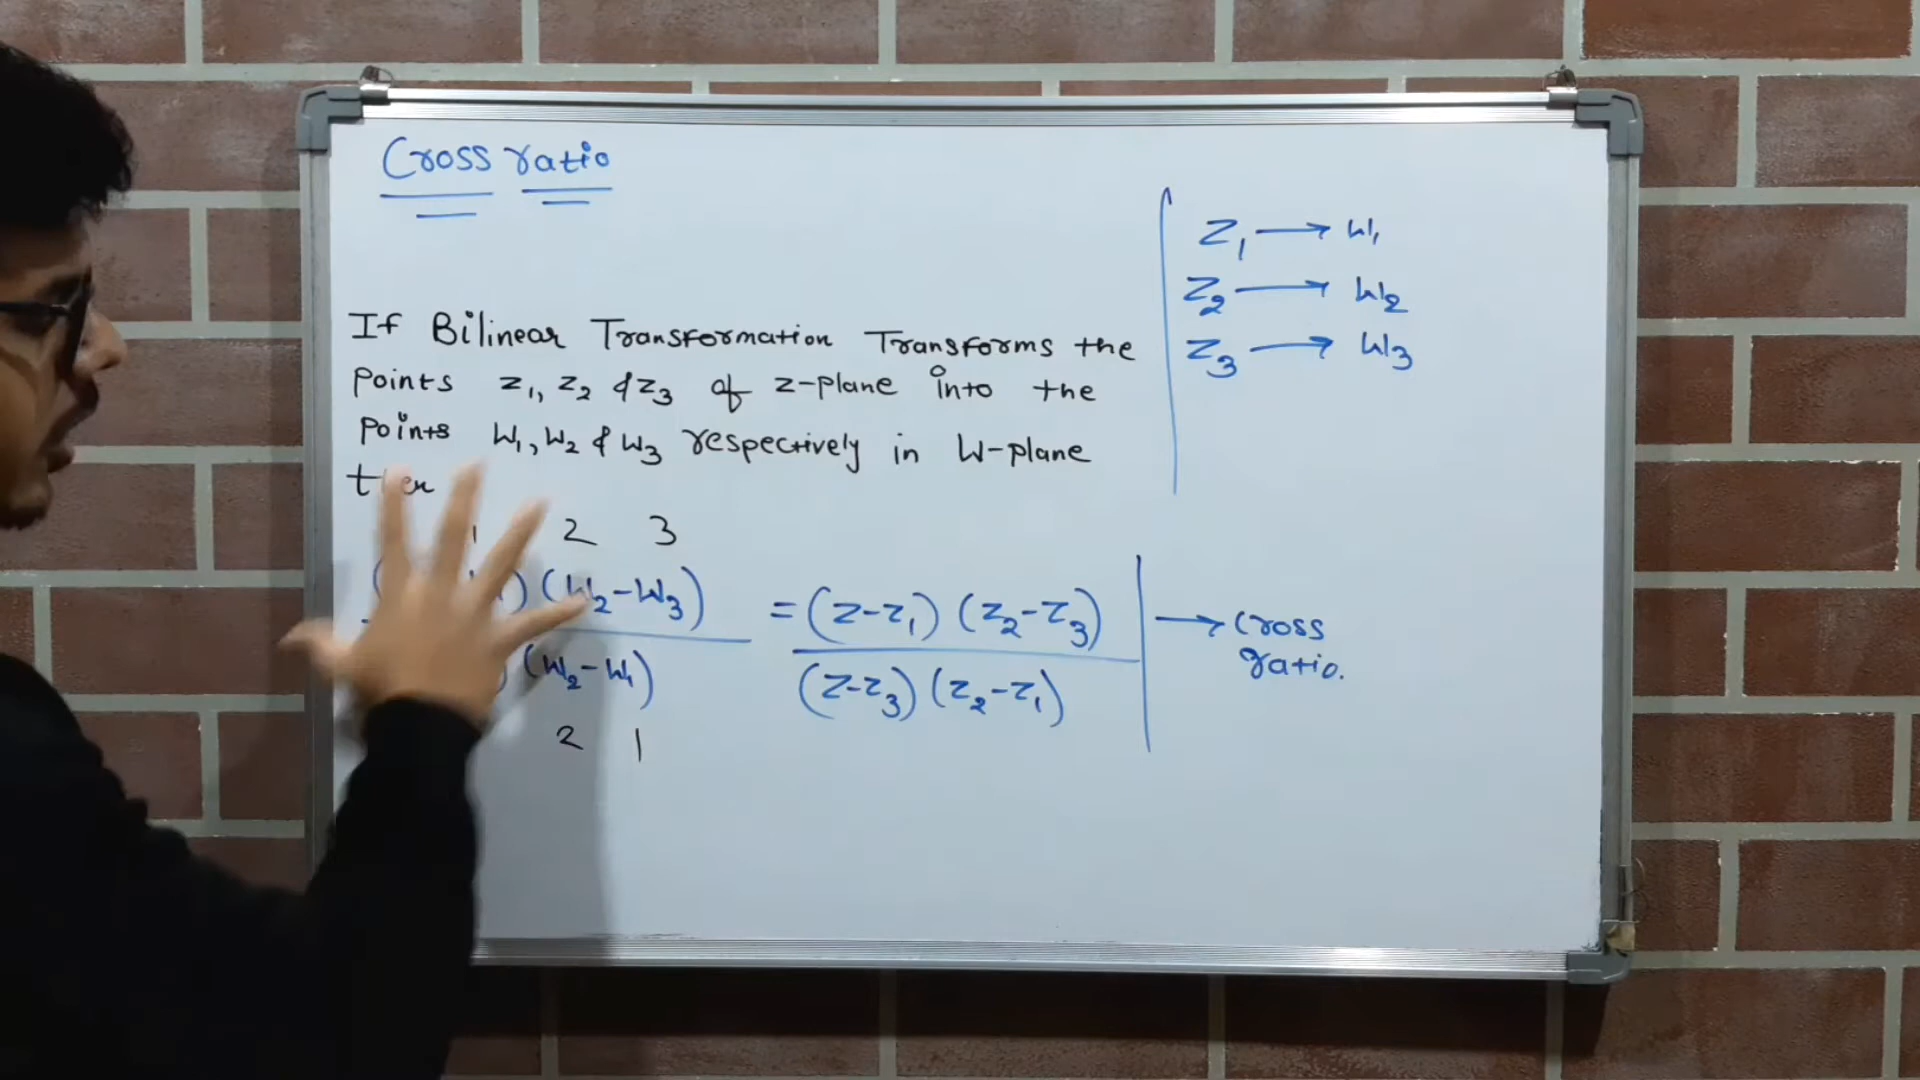 Cross ratio
If Bilinear Transformation Transforms the
points z₁, z₂ & z₃ of z-plane into the
points W₁, W₂ & W₃ respectively in W-plane
then
1 2 3
) (W₂-W₃) = (z-z₁) (z₂-z₃)
) (W₂-W₁) (z-z₃) (z₂-z₁)
2 1
→ Cross
ratio.
z₁ → W₁
z₂ → W₂
z₃ → W₃